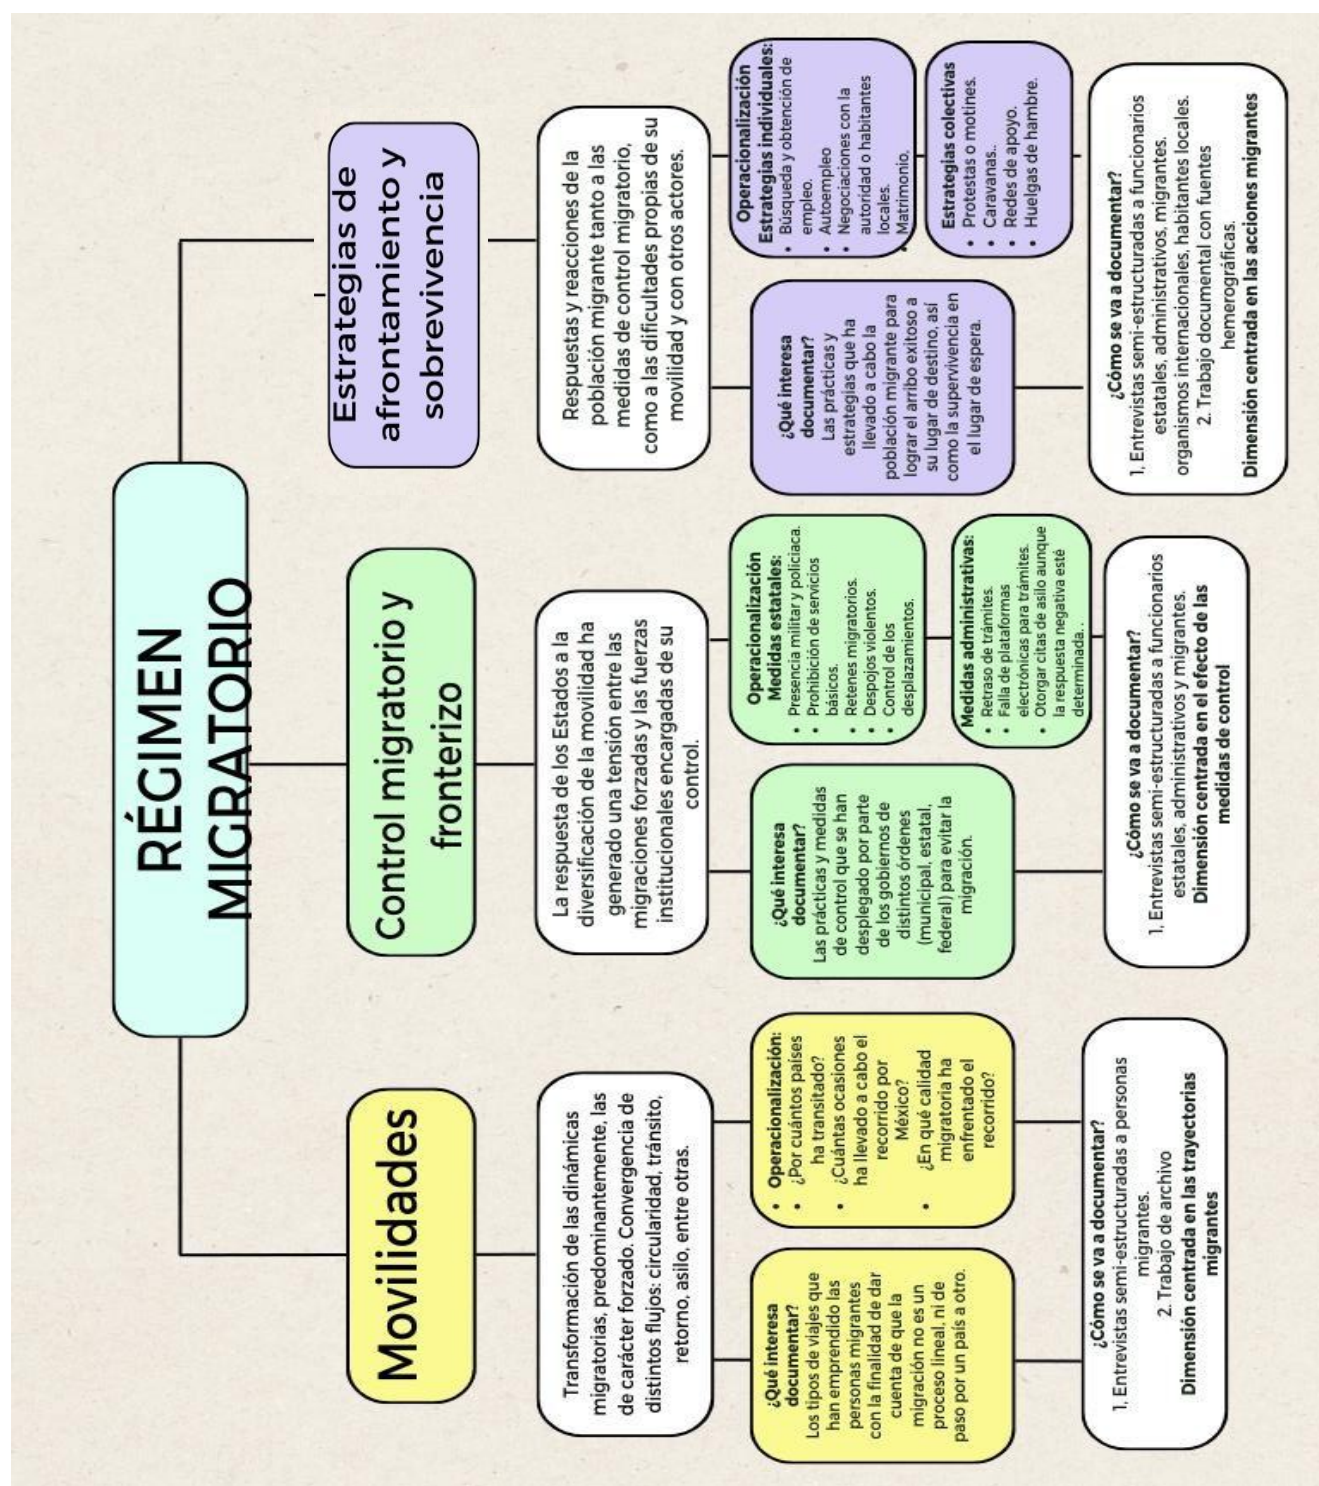 RÉGIMEN
MIGRATORIO
Movilidades
Transformación de las dinámicas
migratorias, predominantemente, las
de carácter forzado. Convergencia de
distintos flujos: circularidad, tránsito,
retorno, asilo, entre otras.
¿Qué interesa
documentar?
Los tipos de viajes que
han emprendido las
personas migrantes
con la finalidad de dar
cuenta de que la
migración no es un
proceso lineal, ni de
paso por un país a otro.
• Operacionalización:
• ¿Por cuántos países
ha transitado?
• ¿Cuántas ocasiones
ha llevado a cabo el
recorrido por
México?
• ¿En qué calidad
migratoria ha
enfrentado el
recorrido?
¿Cómo se va a documentar?
1. Entrevistas semi-estructuradas a personas
migrantes.
2. Trabajo de archivo
Dimensión centrada en las trayectorias
migrantes
Control migratorio y
fronterizo
La respuesta de los Estados a la
diversificación de la movilidad ha
generado una tensión entre las
migraciones forzadas y las fuerzas
institucionales encargadas de su
control.
¿Qué interesa
documentar?
Las prácticas y medidas
de control que se han
desplegado por parte
de los gobiernos de
distintos órdenes
(municipal, estatal,
federal) para evitar la
migración.
Operacionalización
Medidas estatales:
• Presencia militar y policiaca.
• Prohibición de servicios
básicos.
• Retenes migratorios.
• Despojos violentos.
• Control de los
desplazamientos.
Medidas administrativas:
• Retraso de trámites.
• Falla de plataformas
electrónicas para trámites.
• Otorgar citas de asilo aunque
la respuesta negativa esté
determinada. .
¿Cómo se va a documentar?
1. Entrevistas semi-estructuradas a funcionarios
estatales, administrativos y migrantes.
Dimensión centrada en el efecto de las
medidas de control
Estrategias de
afrontamiento y
sobrevivencia
Respuestas y reacciones de la
población migrante tanto a las
medidas de control migratorio,
como a las dificultades propias de su
movilidad y con otros actores.
¿Qué interesa
documentar?
Las prácticas y
estrategias que ha
llevado a cabo la
población migrante para
lograr el arribo exitoso a
su lugar de destino, así
como la supervivencia en
el lugar de espera.
Operacionalización
Estrategias individuales:
• Búsqueda y obtención de
empleo.
• Autoempleo
• Negociaciones con la
autoridad o habitantes
locales.
• Matrimonio.
Estrategias colectivas
• Protestas o motines.
• Caravanas..
• Redes de apoyo.
• Huelgas de hambre.
¿Cómo se va a documentar?
1. Entrevistas semi-estructuradas a funcionarios
estatales, administrativos, migrantes.
organismos internacionales, habitantes locales.
2. Trabajo documental con fuentes
hemerográficas.
Dimensión centrada en las acciones migrantes